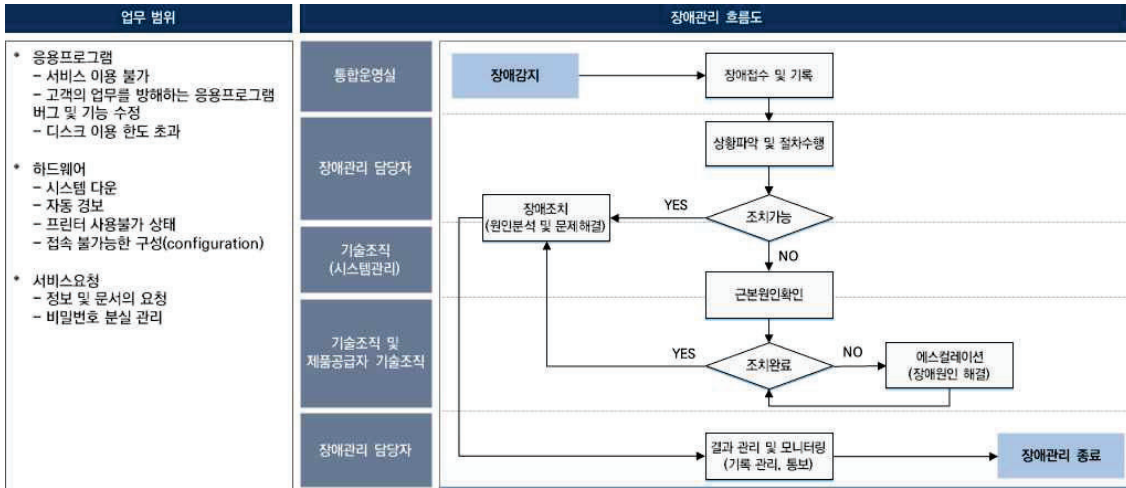 업무 범위
* 응용프로그램
– 서비스 이용 불가
– 고객의 업무를 방해하는 응용프로그램
버그 및 기능 수정
– 디스크 이용 한도 초과
* 하드웨어
– 시스템 다운
– 자동 경보
– 프린터 사용불가 상태
– 접속 불가능한 구성(configuration)
* 서비스요청
– 정보 및 문서의 요청
– 비밀번호 분실 관리
장애관리 흐름도
통합운영실
장애감지
장애접수 및 기록
장애관리 담당자
상황파악 및 절차수행
장애조치
(원인분석 및 문제해결)
YES
조치가능
기술조직
(시스템관리)
NO
근본원인확인
기술조직 및
제품공급자 기술조직
YES
조치완료
NO
에스컬레이션
(장애원인 해결)
장애관리 담당자
결과 관리 및 모니터링
(기록 관리, 통보)
장애관리 종료